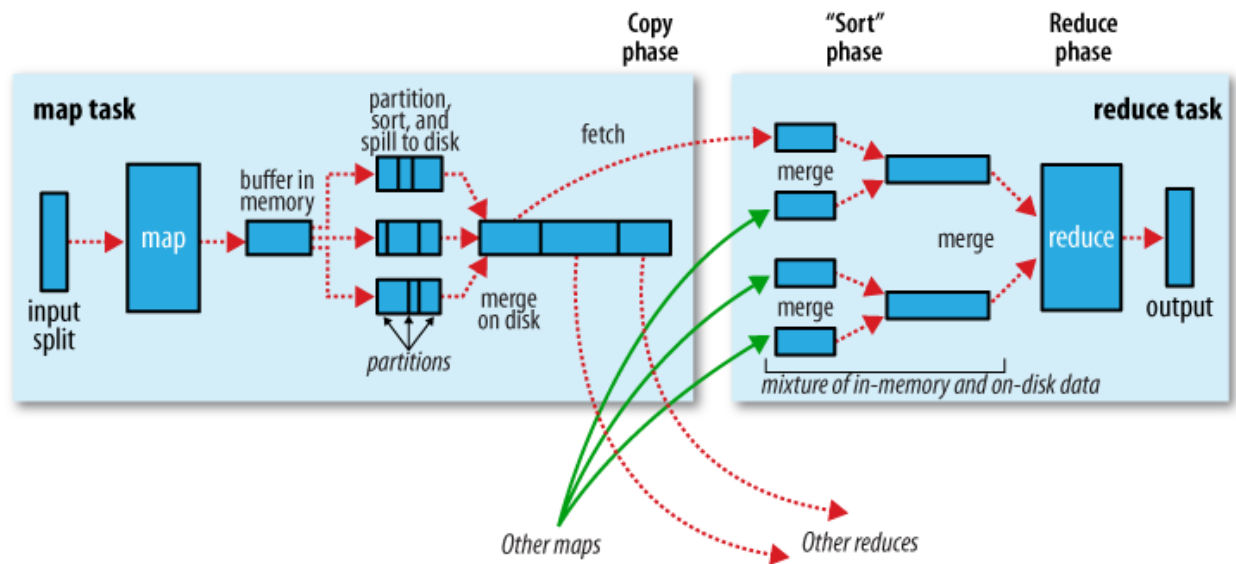 Copy
phase
“Sort”
phase
Reduce
phase
map task
partition,
sort, and
spill to disk
buffer in
memory
map
input
split
merge
on disk
partitions
fetch
reduce task
merge
merge
merge
reduce
output
mixture of in-memory and on-disk data
Other maps
Other reduces